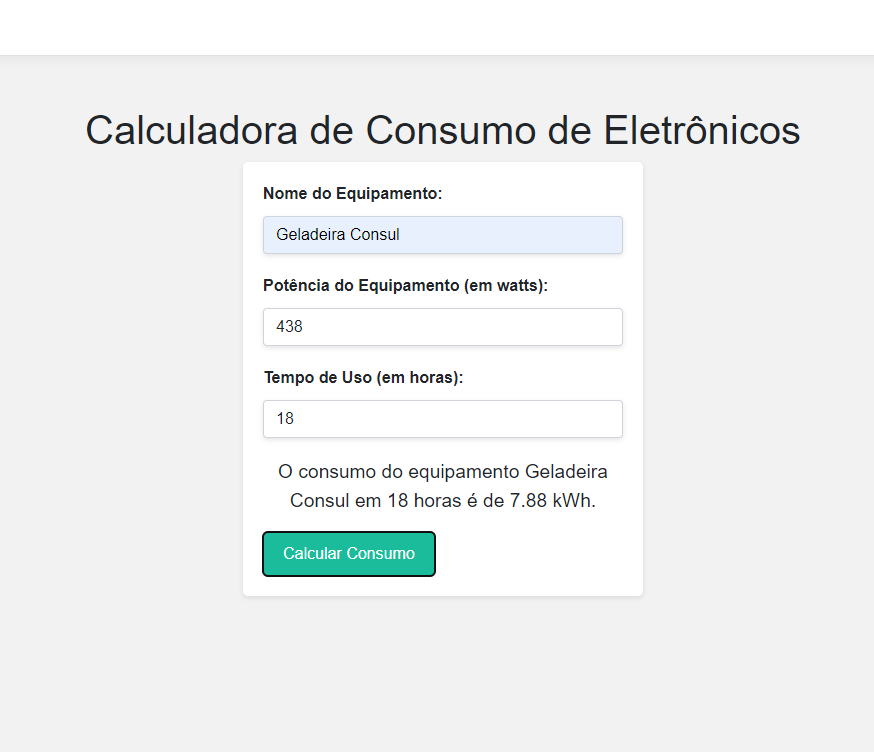 Calculadora de Consumo de Eletrônicos
Nome do Equipamento:
Geladeira Consul
Potência do Equipamento (em watts):
438
Tempo de Uso (em horas):
18
O consumo do equipamento Geladeira
Consul em 18 horas é de 7.88 kWh.
Calcular Consumo